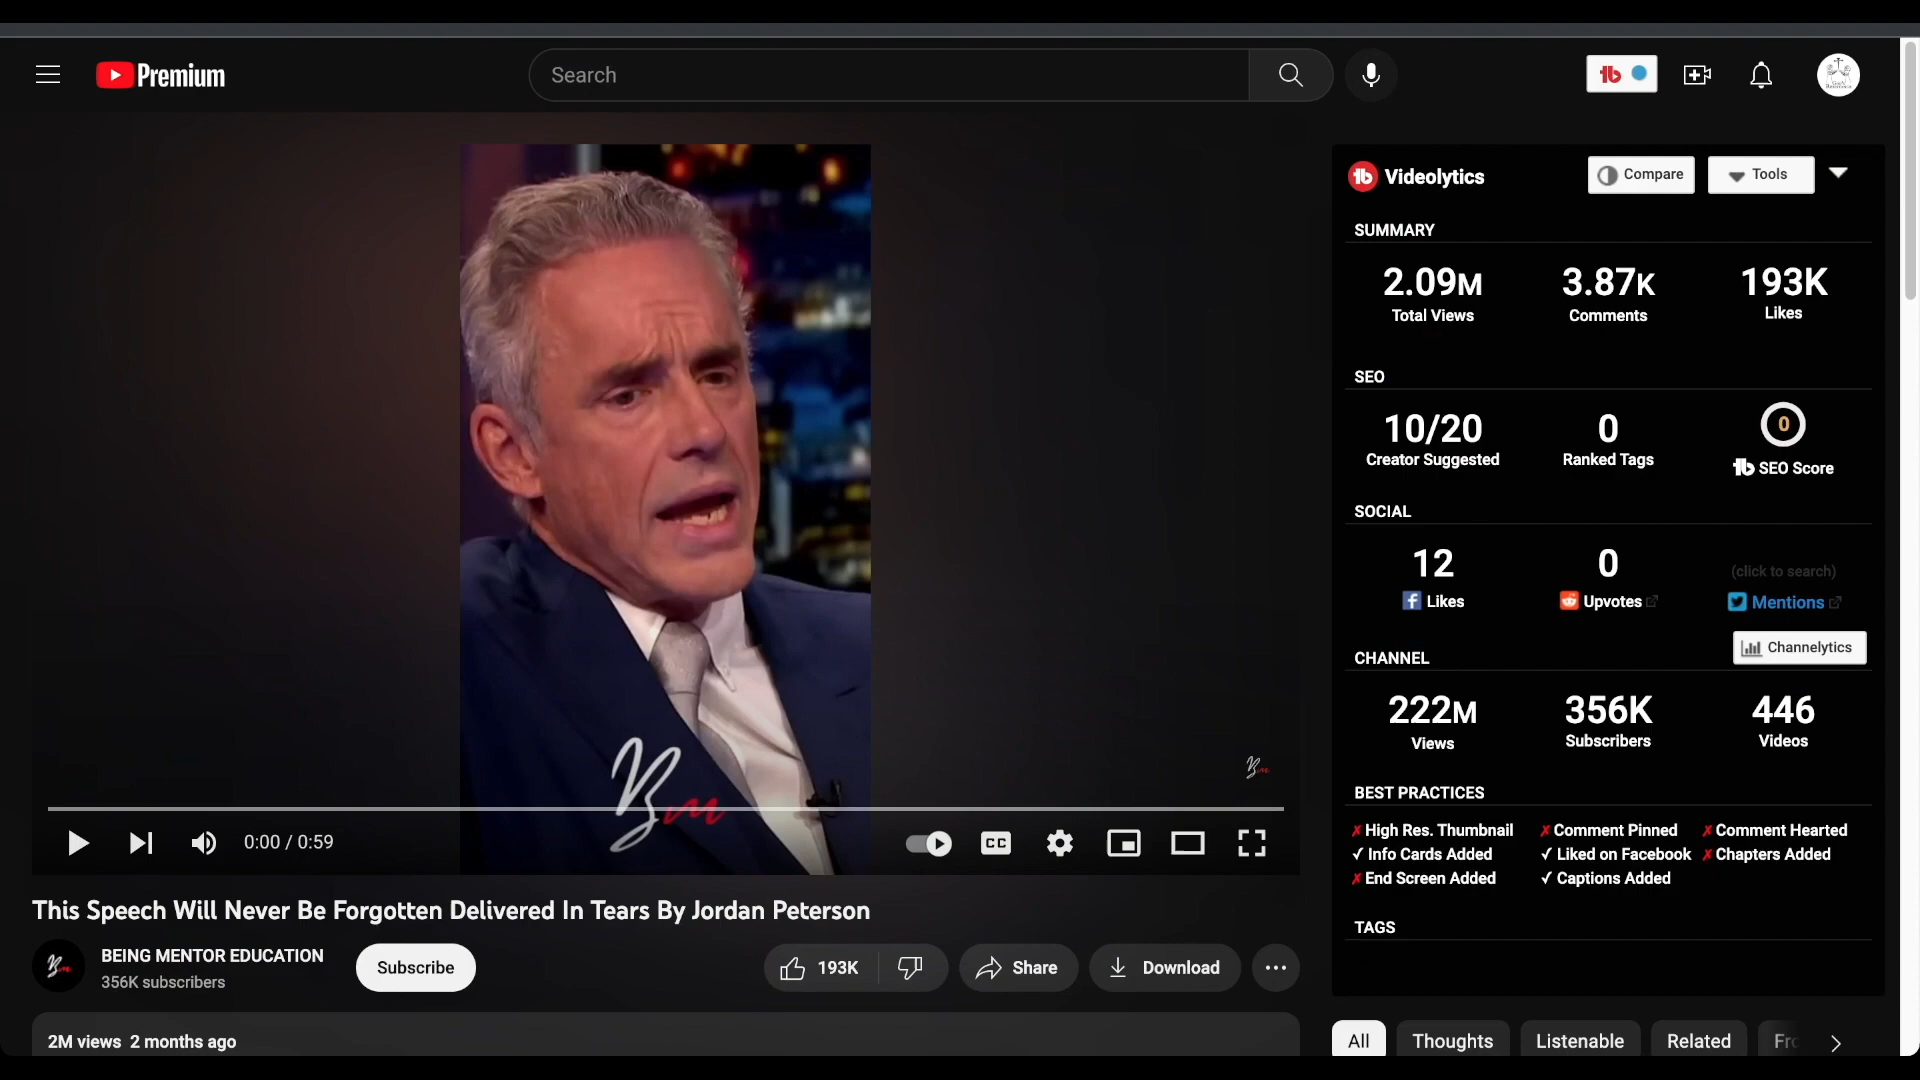 Premium
Search
Videolytics
Compare
Tools
SUMMARY
2.09M
3.87K
193K
Total Views
Comments
Likes
SEO
10/20
0
0
Creator Suggested
Ranked Tags
SEO Score
SOCIAL
12
0
(click to search)
Likes
Upvotes
Mentions
CHANNEL
Channelytics
222M
356K
446
Views
Subscribers
Videos
BEST PRACTICES
✗ High Res. Thumbnail
✗ Comment Pinned
✗ Comment Hearted
✓ Info Cards Added
✓ Liked on Facebook
✗ Chapters Added
✗ End Screen Added
✓ Captions Added
TAGS
Bm
Bm
0:00 / 0:59
CC
This Speech Will Never Be Forgotten Delivered In Tears By Jordan Peterson
Bm
BEING MENTOR EDUCATION
356K subscribers
Subscribe
193K
Share
Download
2M views 2 months ago
All
Thoughts
Listenable
Related